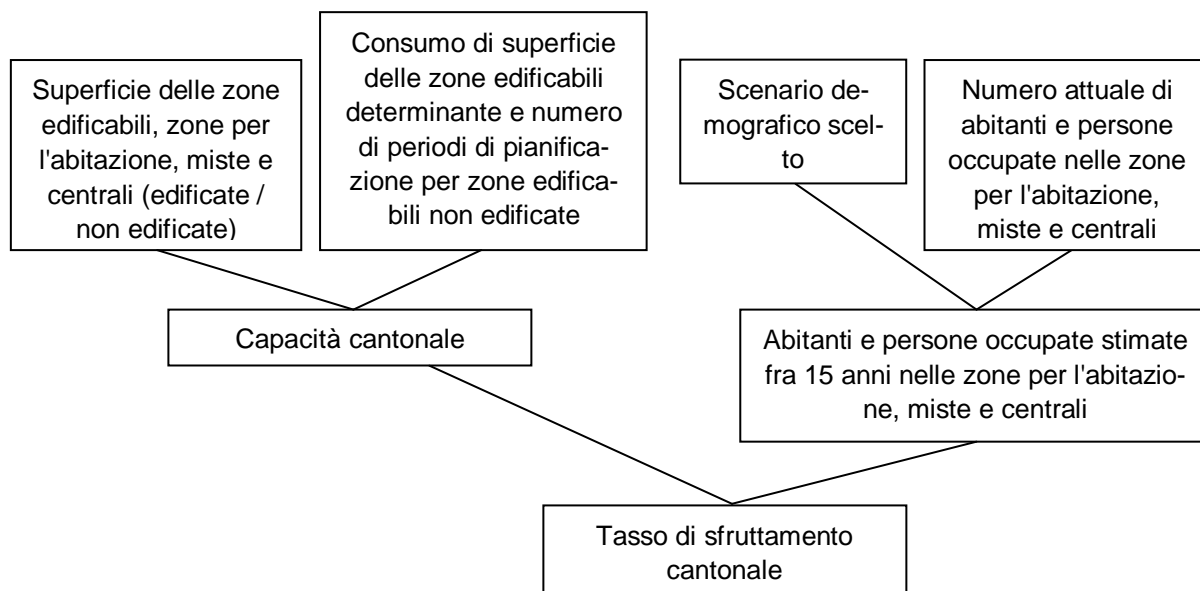 Superficie delle zone
edificabili, zone per
l'abitazione, miste e
centrali (edificate /
non edificate)
Consumo di superficie
delle zone edificabili
determinante e numero
di periodi di pianifica-
zione per zone edifica-
bili non edificate
Scenario de-
mografico scel-
to
Numero attuale di
abitanti e persone
occupate nelle zone
per l'abitazione,
miste e centrali
Capacità cantonale
Abitanti e persone occupate stimate
fra 15 anni nelle zone per l'abitazio-
ne, miste e centrali
Tasso di sfruttamento
cantonale